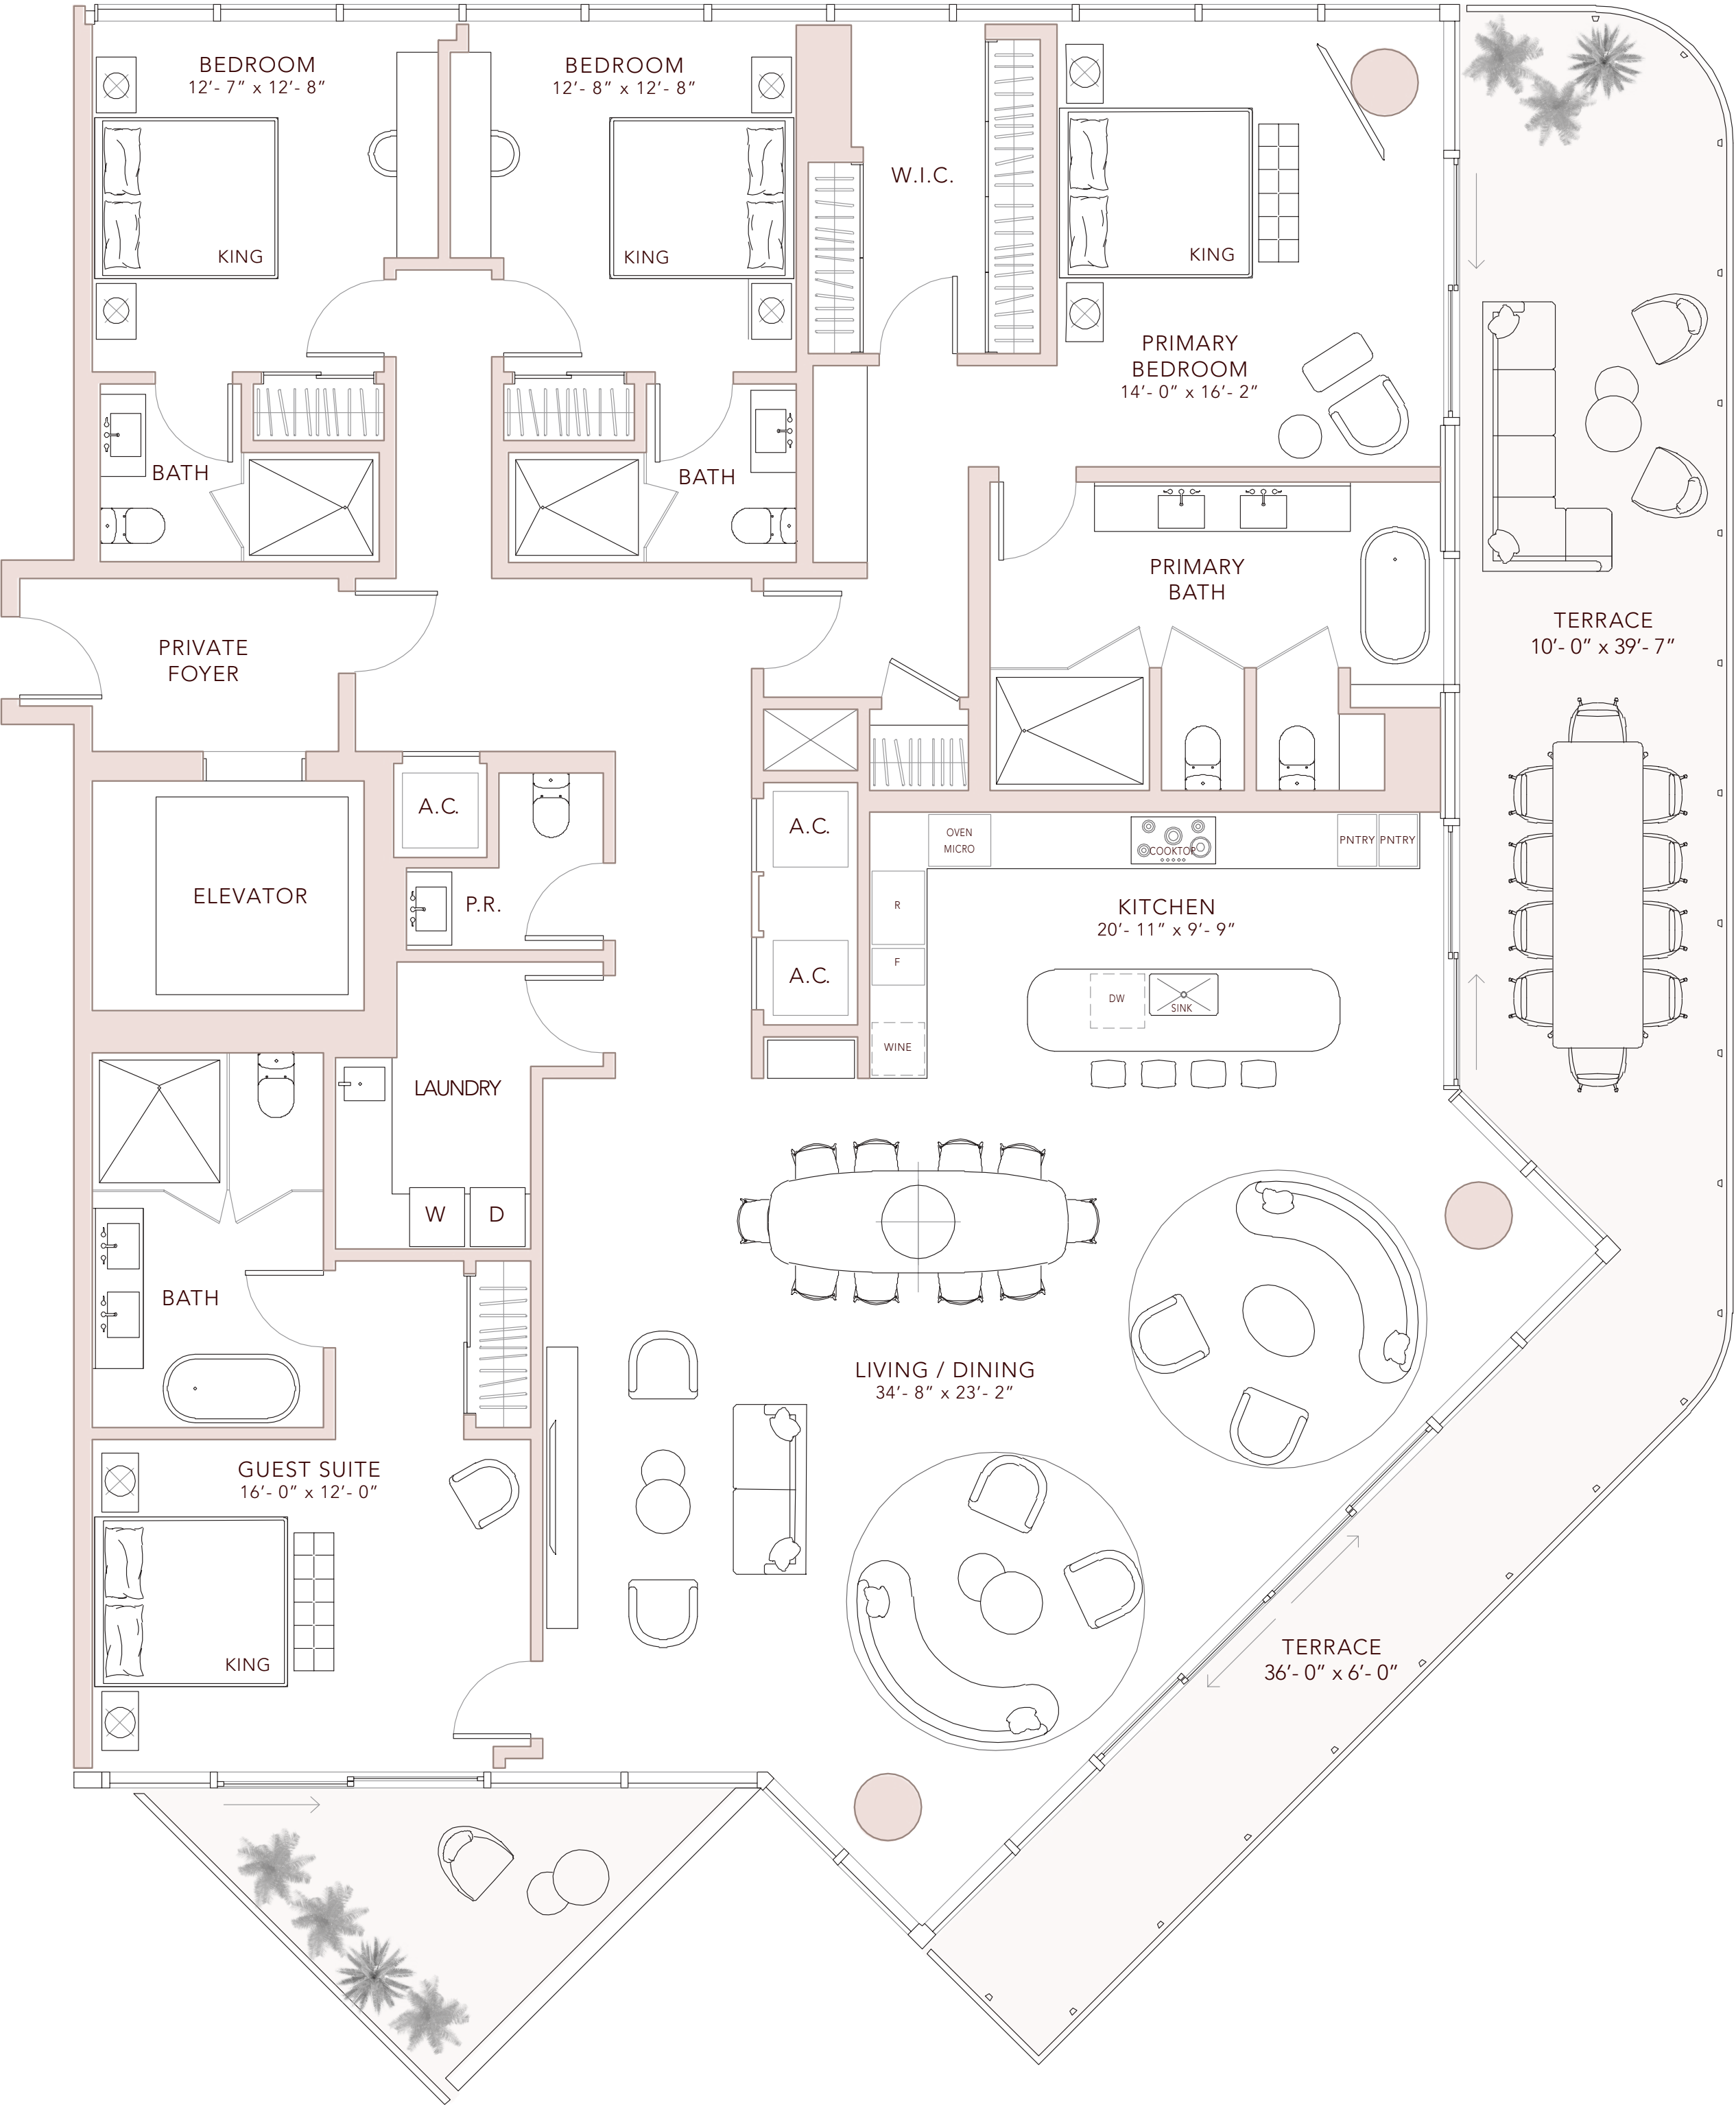 BEDROOM
12'- 7" x 12'- 8"
KING
BEDROOM
12'- 8" x 12'- 8"
KING
W.I.C.
KING
PRIMARY
BEDROOM
14'- 0" x 16'- 2"
BATH
BATH
PRIMARY
BATH
TERRACE
10'- 0" x 39'- 7"
PRIVATE
FOYER
ELEVATOR
A.C.
P.R.
A.C.
A.C.
OVEN
MICRO
COOKTOP
PNTRY
PNTRY
R
F
WINE
KITCHEN
20'- 11" x 9'- 9"
DW
SINK
LAUNDRY
W
D
BATH
LIVING / DINING
34'- 8" x 23'- 2"
GUEST SUITE
16'- 0" x 12'- 0"
KING
TERRACE
36'- 0" x 6'- 0"